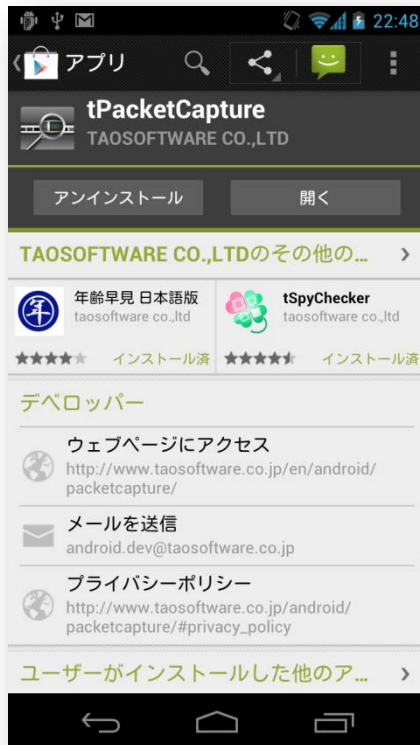 22:48
アプリ
tPacketCapture
TAOSOFTWARE CO.,LTD
アンインストール 開く
TAOSOFTWARE CO.,LTDのその他の...
年齢早見 日本語版
taosoftware co.,ltd
インストール済
tSpyChecker
taosoftware co.,ltd
インストール済
デベロッパー
ウェブページにアクセス
http://www.taosoftware.co.jp/en/android/
packetcapture/
メールを送信
android.dev@taosoftware.co.jp
プライバシーポリシー
http://www.taosoftware.co.jp/android/
packetcapture/#privacy_policy
ユーザーがインストールした他のア...